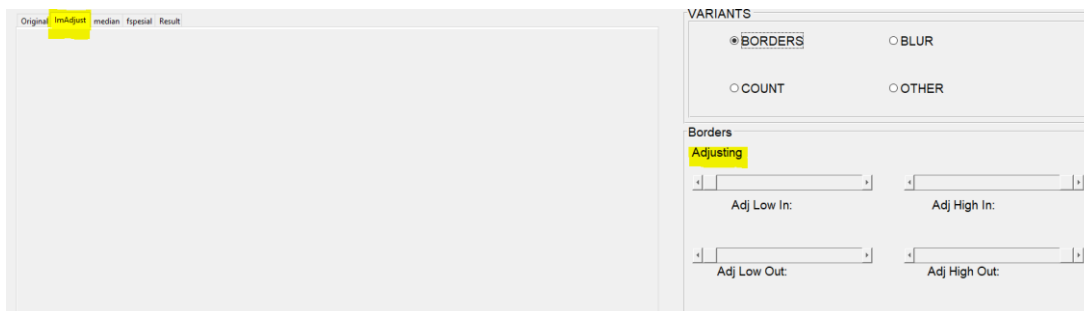 Original ImAdjust median fspesial Result
VARIANTS
BORDERS BLUR
COUNT OTHER
Borders
Adjusting
Adj Low In: Adj High In:
Adj Low Out: Adj High Out: